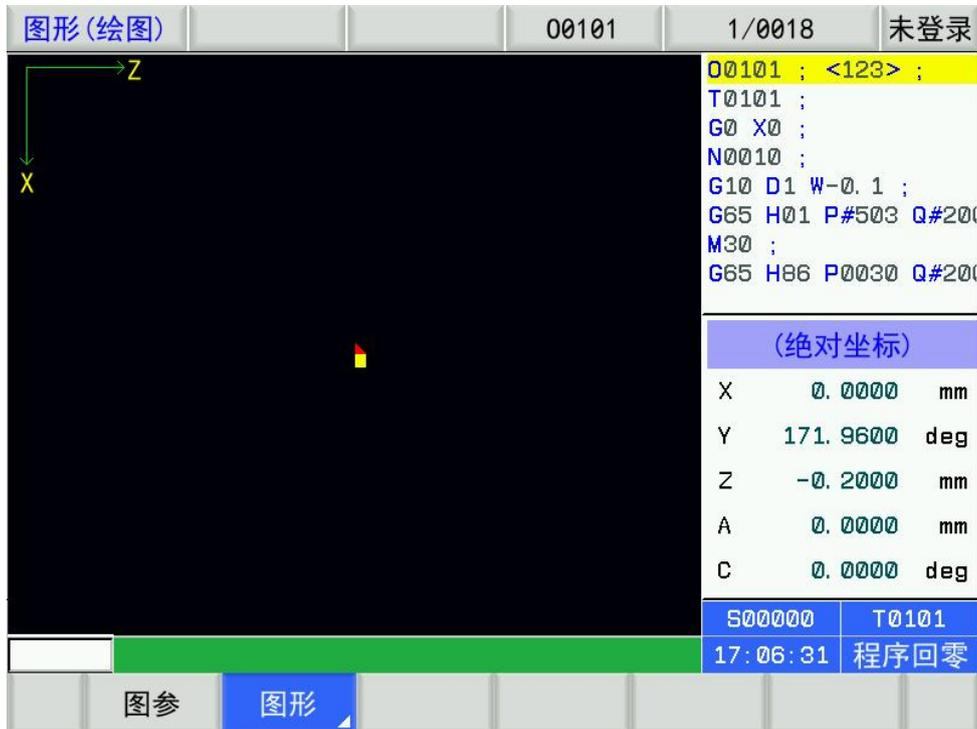 图形(绘图) O0101 1/0018 未登录
Z
X
O0101 ; <123> ;
T0101 ;
G0 X0 ;
N0010 ;
G10 D1 W-0.1 ;
G65 H01 P#503 Q#200
M30 ;
G65 H86 P0030 Q#200
(绝对坐标)
X 0.0000 mm
Y 171.9600 deg
Z -0.2000 mm
A 0.0000 mm
C 0.0000 deg
S00000 T0101
17:06:31 程序回零
图参 图形